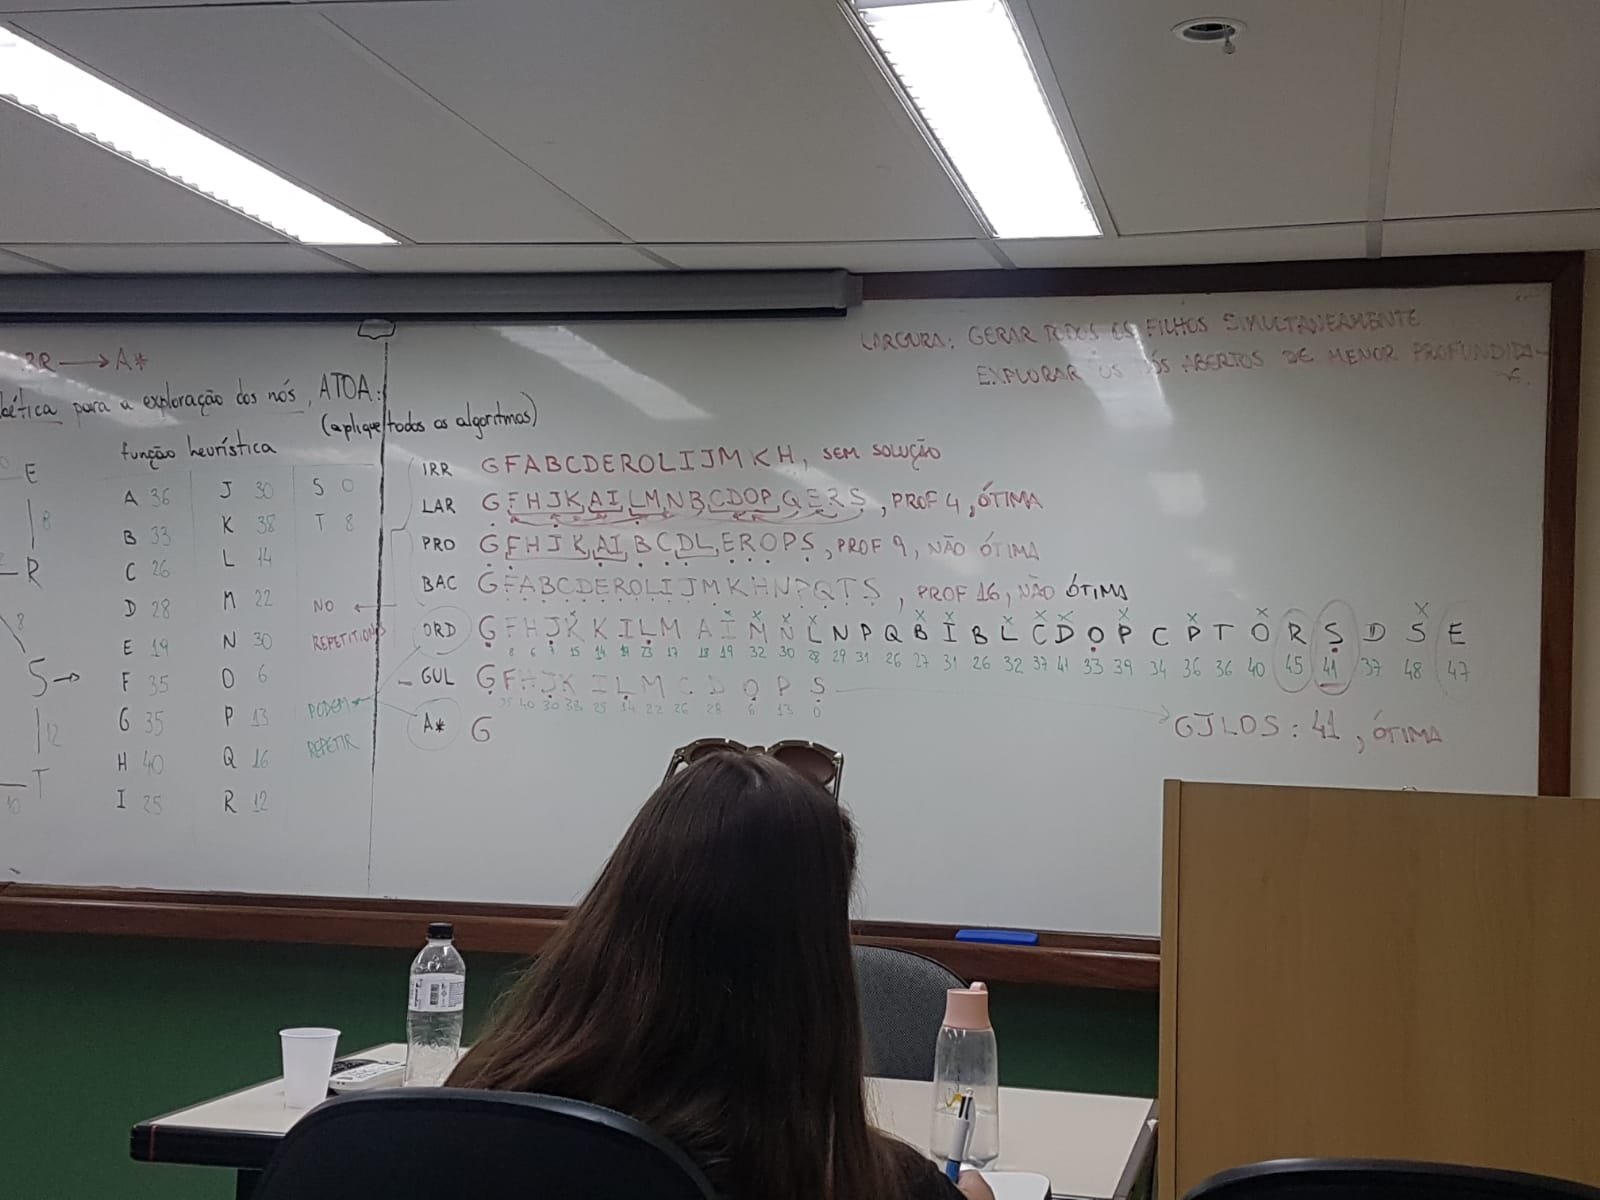 LARGURA: GERAR TODOS OS FILHOS SIMULTANEAMENTE
EXPLORAR OS NÓS ABERTOS DE MENOR PROFUNDIDA-
RR → A*
para a exploração dos nós, ATOA:
(aplique todos os algoritmos)
função heurística
A 36
B 33
C 26
D 28
E 19
F 35
G 35
H 40
I 25
J 30
K 38
L 14
M 22
N 30
O 6
P 13
Q 16
R 12
S 0
T 8
E
8
R
8
S →
12
T
10
NO
REPETITIONS
PODEM
REPETIR
IRR GFABCDEROLIJMKH, SEM SOLUÇÃO
LAR GFHJKAILMNBCDOPQERS, PROF 4, ÓTIMA
PRO GFHJKAIBCDLEROPS, PROF 9, NÃO ÓTIMA
BAC GFABCDEROLIJMKHNPQTS, PROF 16, NÃO ÓTIMA
ORD G F H J K K I L M A I M N L N P Q B I B L C D O P C P T O R S D S E
8 6 9 15 14 19 23 17 18 19 32 30 28 29 31 26 27 31 26 32 37 41 33 39 34 36 36 40 45 41 37 48 47
GUL G F H J K I L M C D O P S
35 40 30 38 25 14 22 26 28 6 13 0
GJLOS: 41, ÓTIMA
A* G